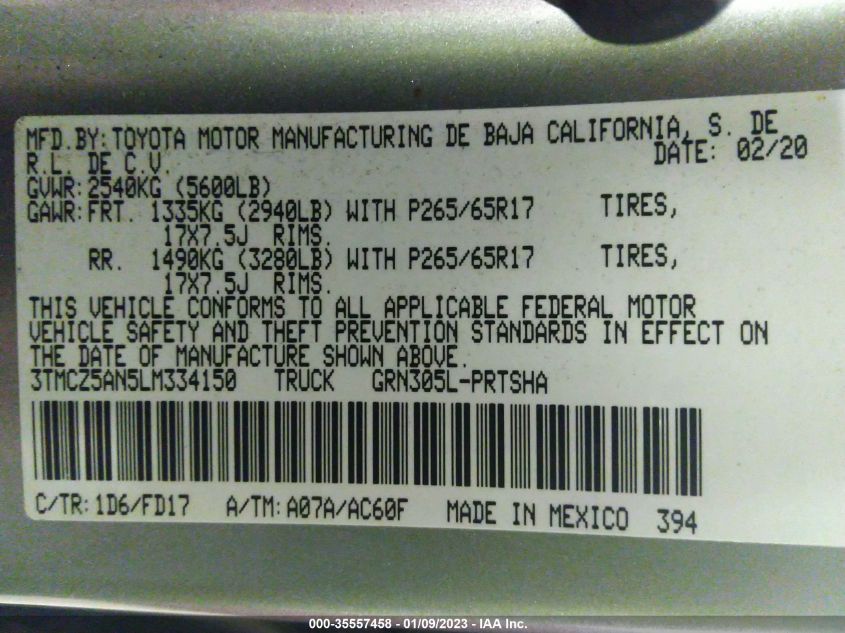 MFD.BY:TOYOTA MOTOR MANUFACTURING DE BAJA CALIFORNIA, S. DE
R.L. DE C.V. DATE: 02/20
GVWR:2540KG (5600LB)
GAWR:FRT. 1335KG (2940LB) WITH P265/65R17 TIRES,
17X7.5J RIMS.
RR. 1490KG (3280LB) WITH P265/65R17 TIRES,
17X7.5J RIMS.
THIS VEHICLE CONFORMS TO ALL APPLICABLE FEDERAL MOTOR
VEHICLE SAFETY AND THEFT PREVENTION STANDARDS IN EFFECT ON
THE DATE OF MANUFACTURE SHOWN ABOVE.
3TMCZ5AN5LM334150 TRUCK GRN305L-PRTSHA
C/TR:1D6/FD17 A/TM:A07A/AC60F MADE IN MEXICO 394
000-35557458 - 01/09/2023 - IAA Inc.